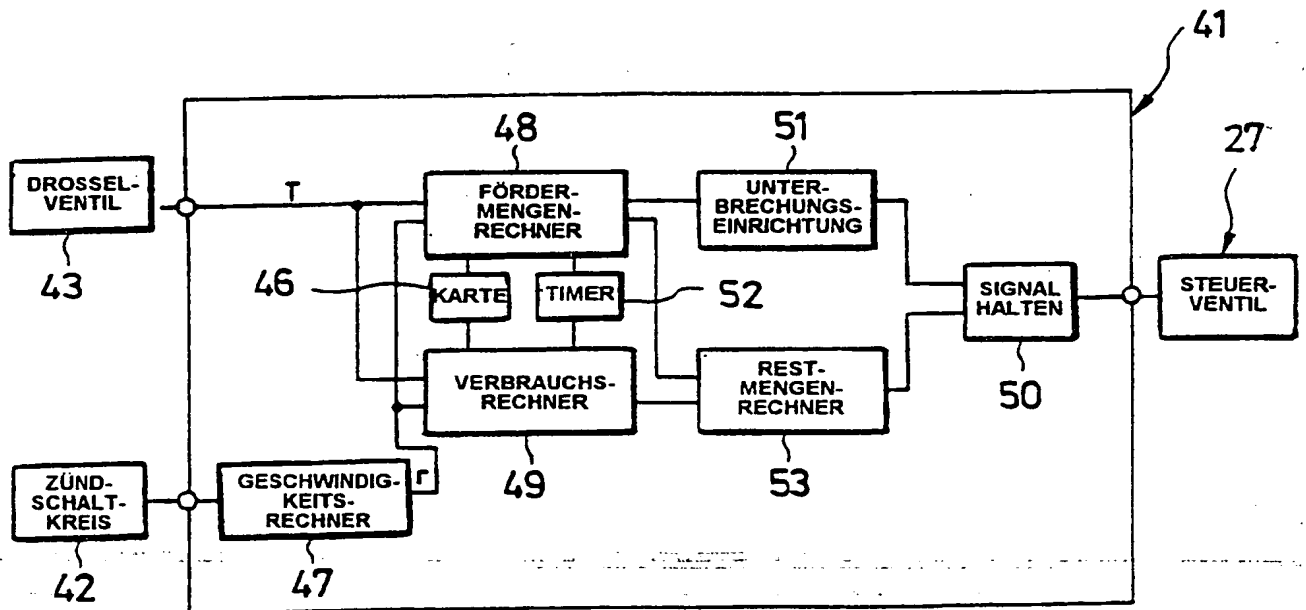 41
48
51
27
DROSSEL-
VENTIL
T
FÖRDER-
MENGEN-
RECHNER
UNTER-
BRECHUNGS-
EINRICHTUNG
43
46
KARTE
TIMER
52
SIGNAL
HALTEN
STEUER-
VENTIL
50
VERBRAUCHS-
RECHNER
REST-
MENGEN-
RECHNER
49
53
ZÜND-
SCHALT-
KREIS
GESCHWINDIG-
KEITS-
RECHNER
r
42
47